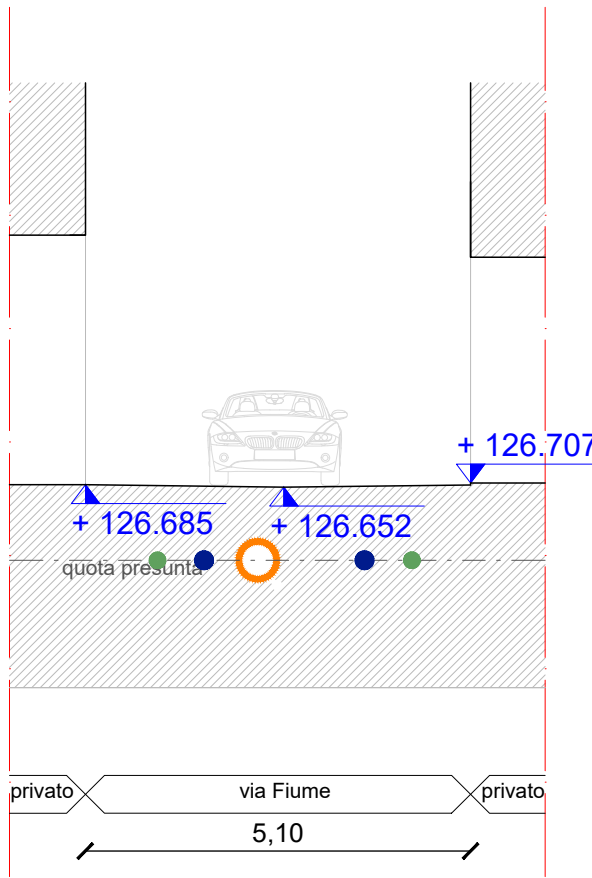 + 126.707
+ 126.685
+ 126.652
quota presunta
privato
via Fiume
privato
5,10